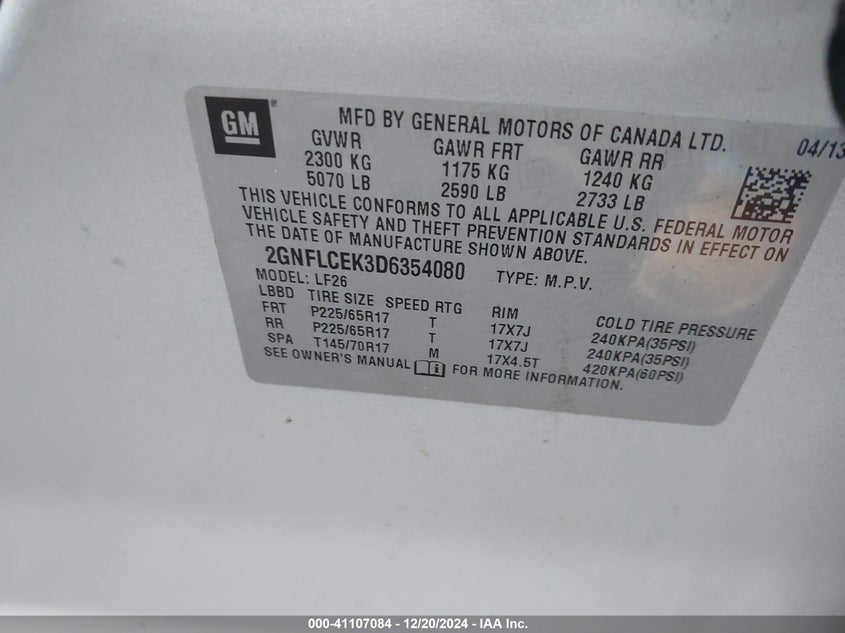 GM ®
MFD BY GENERAL MOTORS OF CANADA LTD. 04/13
GVWR GAWR FRT GAWR RR
2300 KG 1175 KG 1240 KG
5070 LB 2590 LB 2733 LB
THIS VEHICLE CONFORMS TO ALL APPLICABLE U.S. FEDERAL MOTOR
VEHICLE SAFETY AND THEFT PREVENTION STANDARDS IN EFFECT ON
THE DATE OF MANUFACTURE SHOWN ABOVE.
2GNFLCEK3D6354080 TYPE: M.P.V.
MODEL: LF26
LBBD TIRE SIZE SPEED RTG RIM COLD TIRE PRESSURE
FRT P225/65R17 T 17X7J 240KPA(35PSI)
RR P225/65R17 T 17X7J 240KPA(35PSI)
SPA T145/70R17 M 17X4.5T 420KPA(60PSI)
SEE OWNER'S MANUAL FOR MORE INFORMATION.
000-41107084 - 12/20/2024 - IAA Inc.